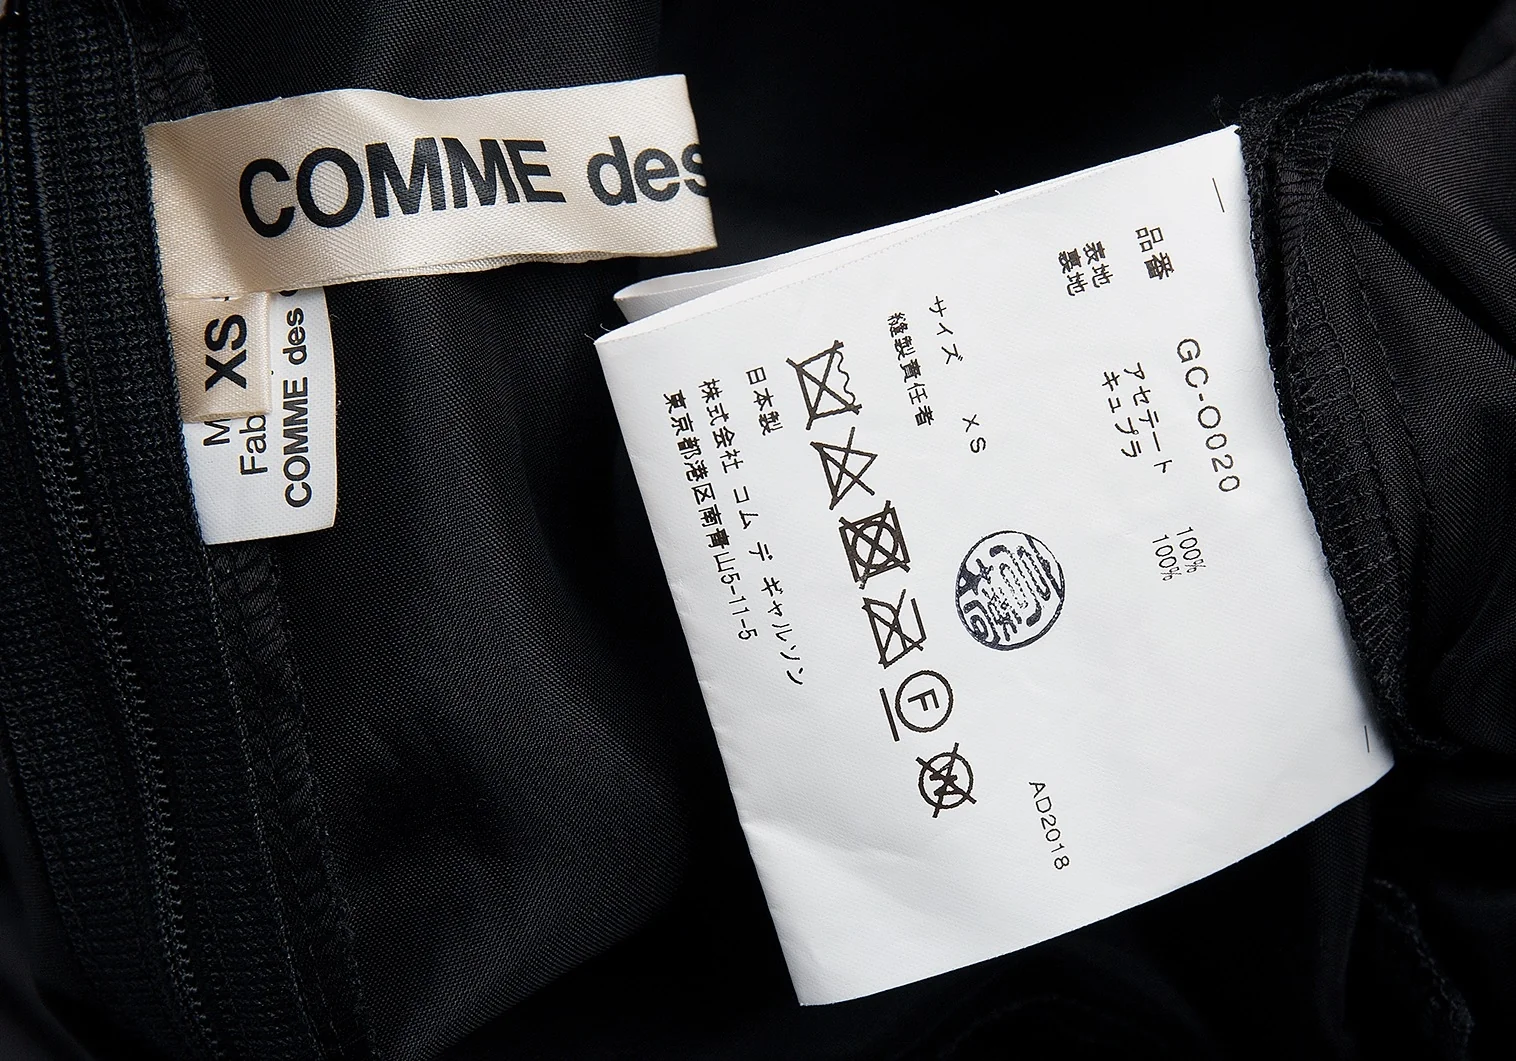 COMME des
XS
M
Fab
COMME des
品番 GC-O020
表地 アセテート 100%
裏地 キュプラ 100%
サイズ XS
縫製責任者
AD2018
F
日本製
株式会社 コム デ ギャルソン
東京都港区南青山5-11-5